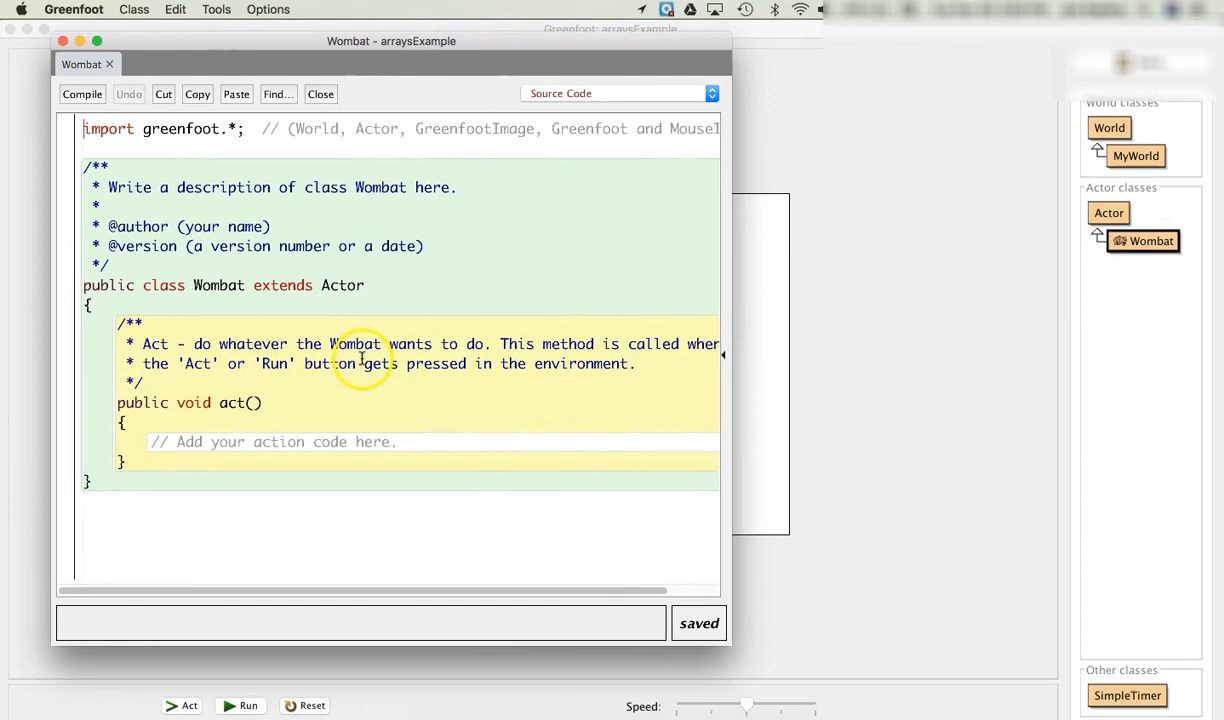 Greenfoot Class Edit Tools Options
Greenfoot: arraysExample
Wombat - arraysExample
Wombat
Compile Undo Cut Copy Paste Find... Close Source Code
import greenfoot.*; // (World, Actor, GreenfootImage, Greenfoot and MouseI
/**
* Write a description of class Wombat here.
*
* @author (your name)
* @version (a version number or a date)
*/
public class Wombat extends Actor
{
/**
* Act - do whatever the Wombat wants to do. This method is called when
* the 'Act' or 'Run' button gets pressed in the environment.
*/
public void act()
{
// Add your action code here.
}
}
saved
World classes
World
MyWorld
Actor classes
Actor
Wombat
Other classes
SimpleTimer
Act Run Reset Speed: